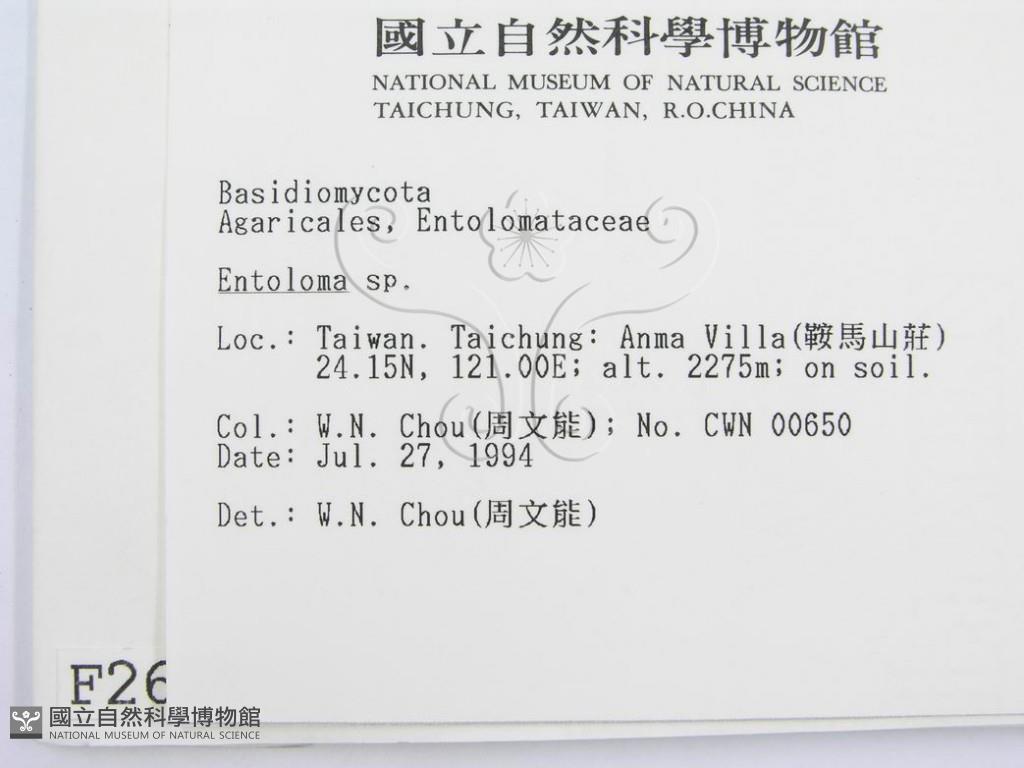 國立自然科學博物館
NATIONAL MUSEUM OF NATURAL SCIENCE
TAICHUNG, TAIWAN, R.O.CHINA
Basidiomycota
Agaricales, Entolomataceae
Entoloma sp.
Loc.: Taiwan. Taichung: Anma Villa(鞍馬山莊)
24.15N, 121.00E; alt. 2275m; on soil.
Col.: W.N. Chou(周文能); No. CWN 00650
Date: Jul. 27, 1994
Det.: W.N. Chou(周文能)
F26
國立自然科學博物館
NATIONAL MUSEUM OF NATURAL SCIENCE